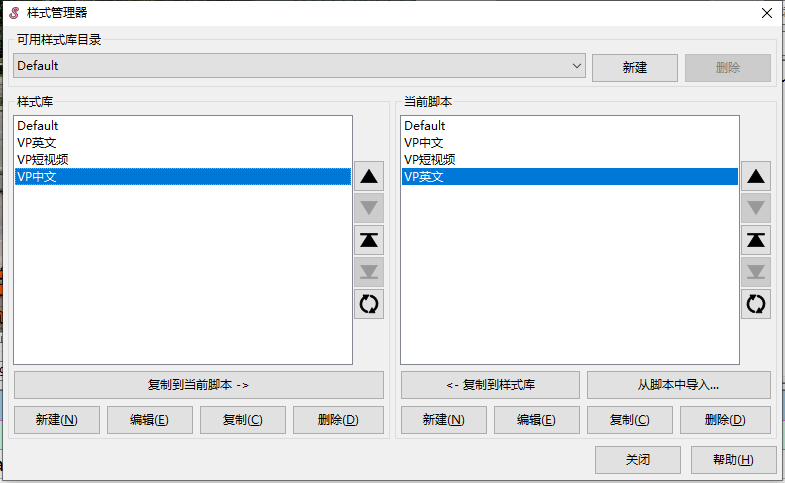 样式管理器
可用样式库目录
Default
新建
删除
样式库
Default
VP英文
VP短视频
VP中文
复制到当前脚本 ->
新建(N)
编辑(E)
复制(C)
删除(D)
当前脚本
Default
VP中文
VP短视频
VP英文
<- 复制到样式库
从脚本中导入...
新建(N)
编辑(E)
复制(C)
删除(D)
关闭
帮助(H)